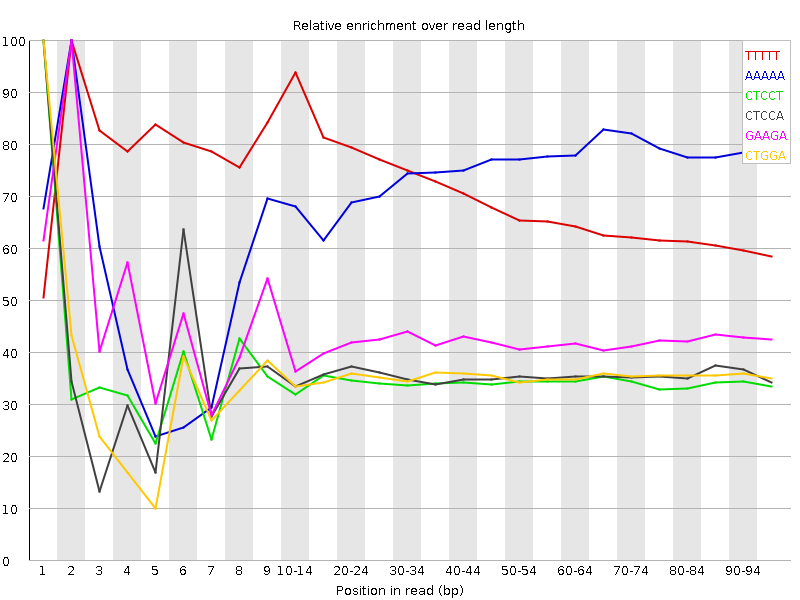 Relative enrichment over read length
100
90
80
70
60
50
40
30
20
10
0
TTTTT
AAAAA
CTCCT
CTCCA
GAAGA
CTGGA
1 2 3 4 5 6 7 8 9 10-14 20-24 30-34 40-44 50-54 60-64 70-74 80-84 90-94
Position in read (bp)